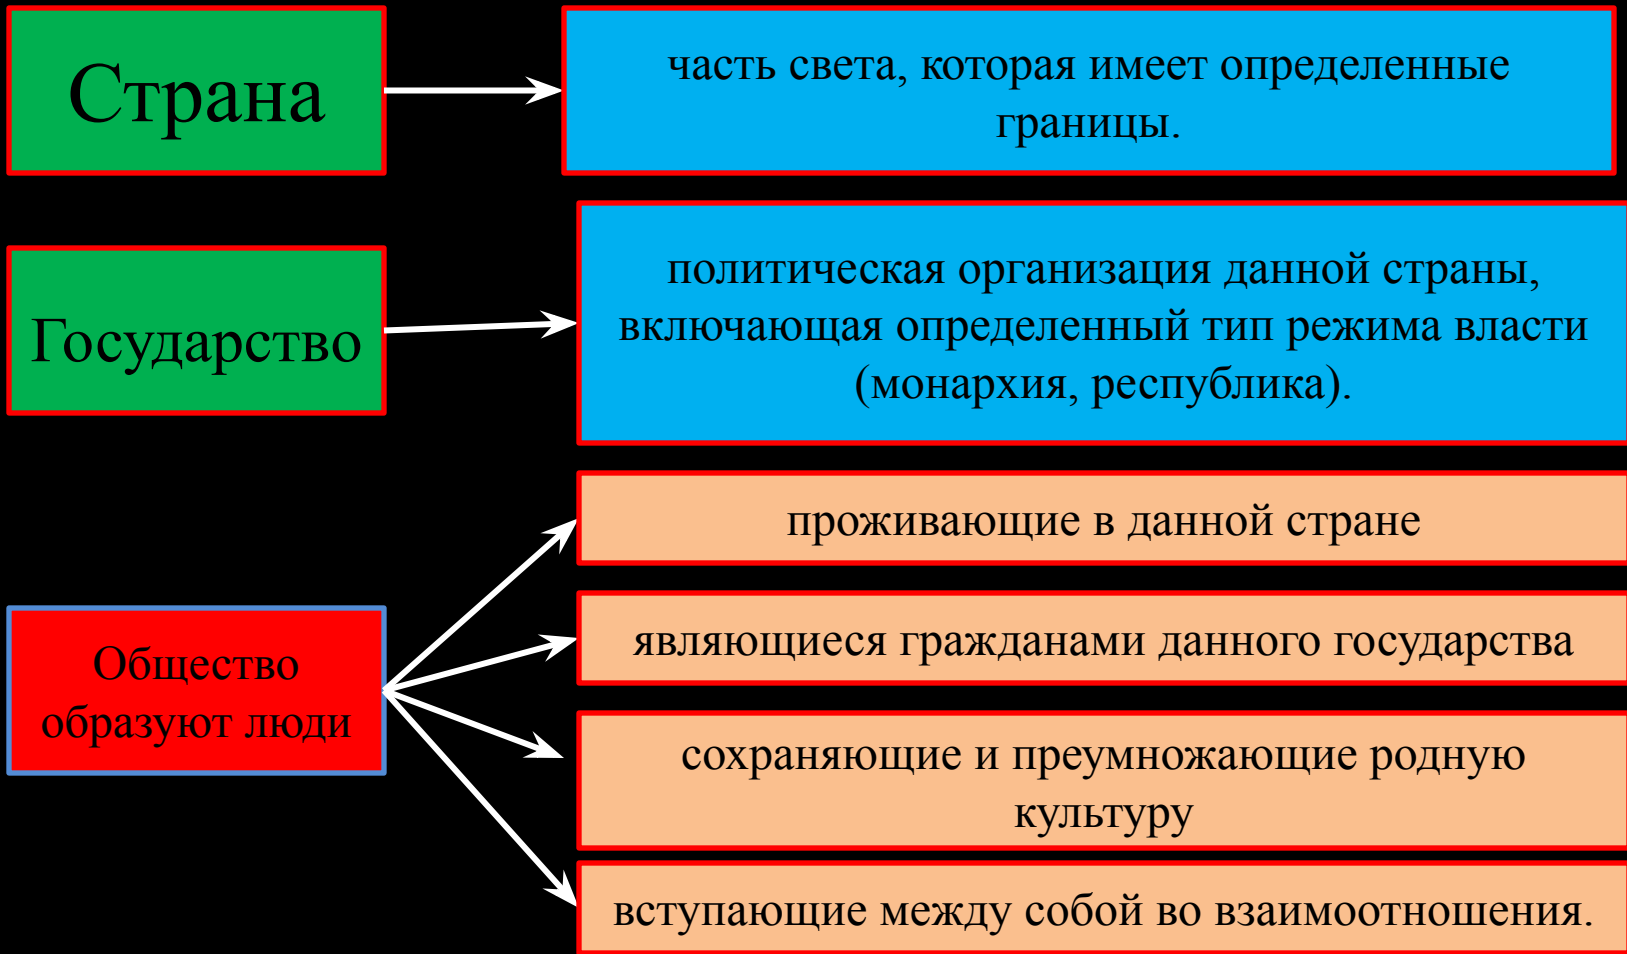 Страна
часть света, которая имеет определенные
границы.
Государство
политическая организация данной страны,
включающая определенный тип режима власти
(монархия, республика).
Общество
образуют люди
проживающие в данной стране
являющиеся гражданами данного государства
сохраняющие и преумножающие родную
культуру
вступающие между собой во взаимоотношения.